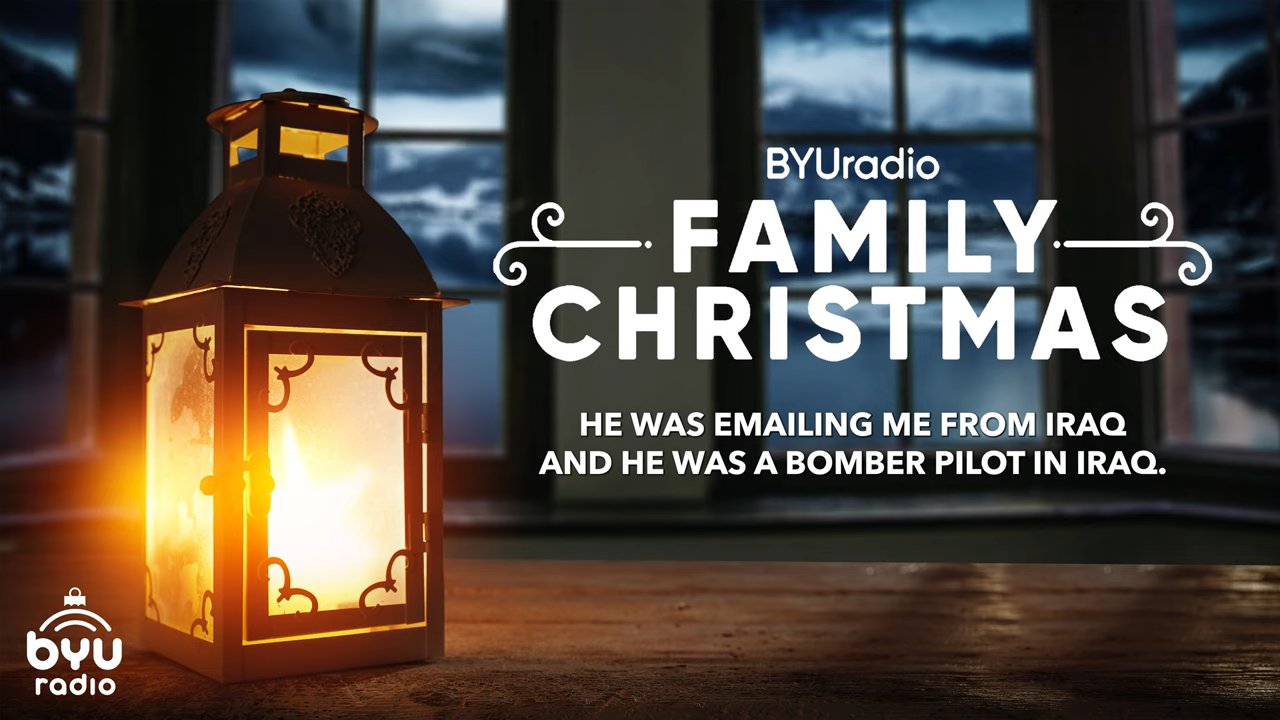 BYUradio
FAMILY
CHRISTMAS
HE WAS EMAILING ME FROM IRAQ
AND HE WAS A BOMBER PILOT IN IRAQ.
byu
radio